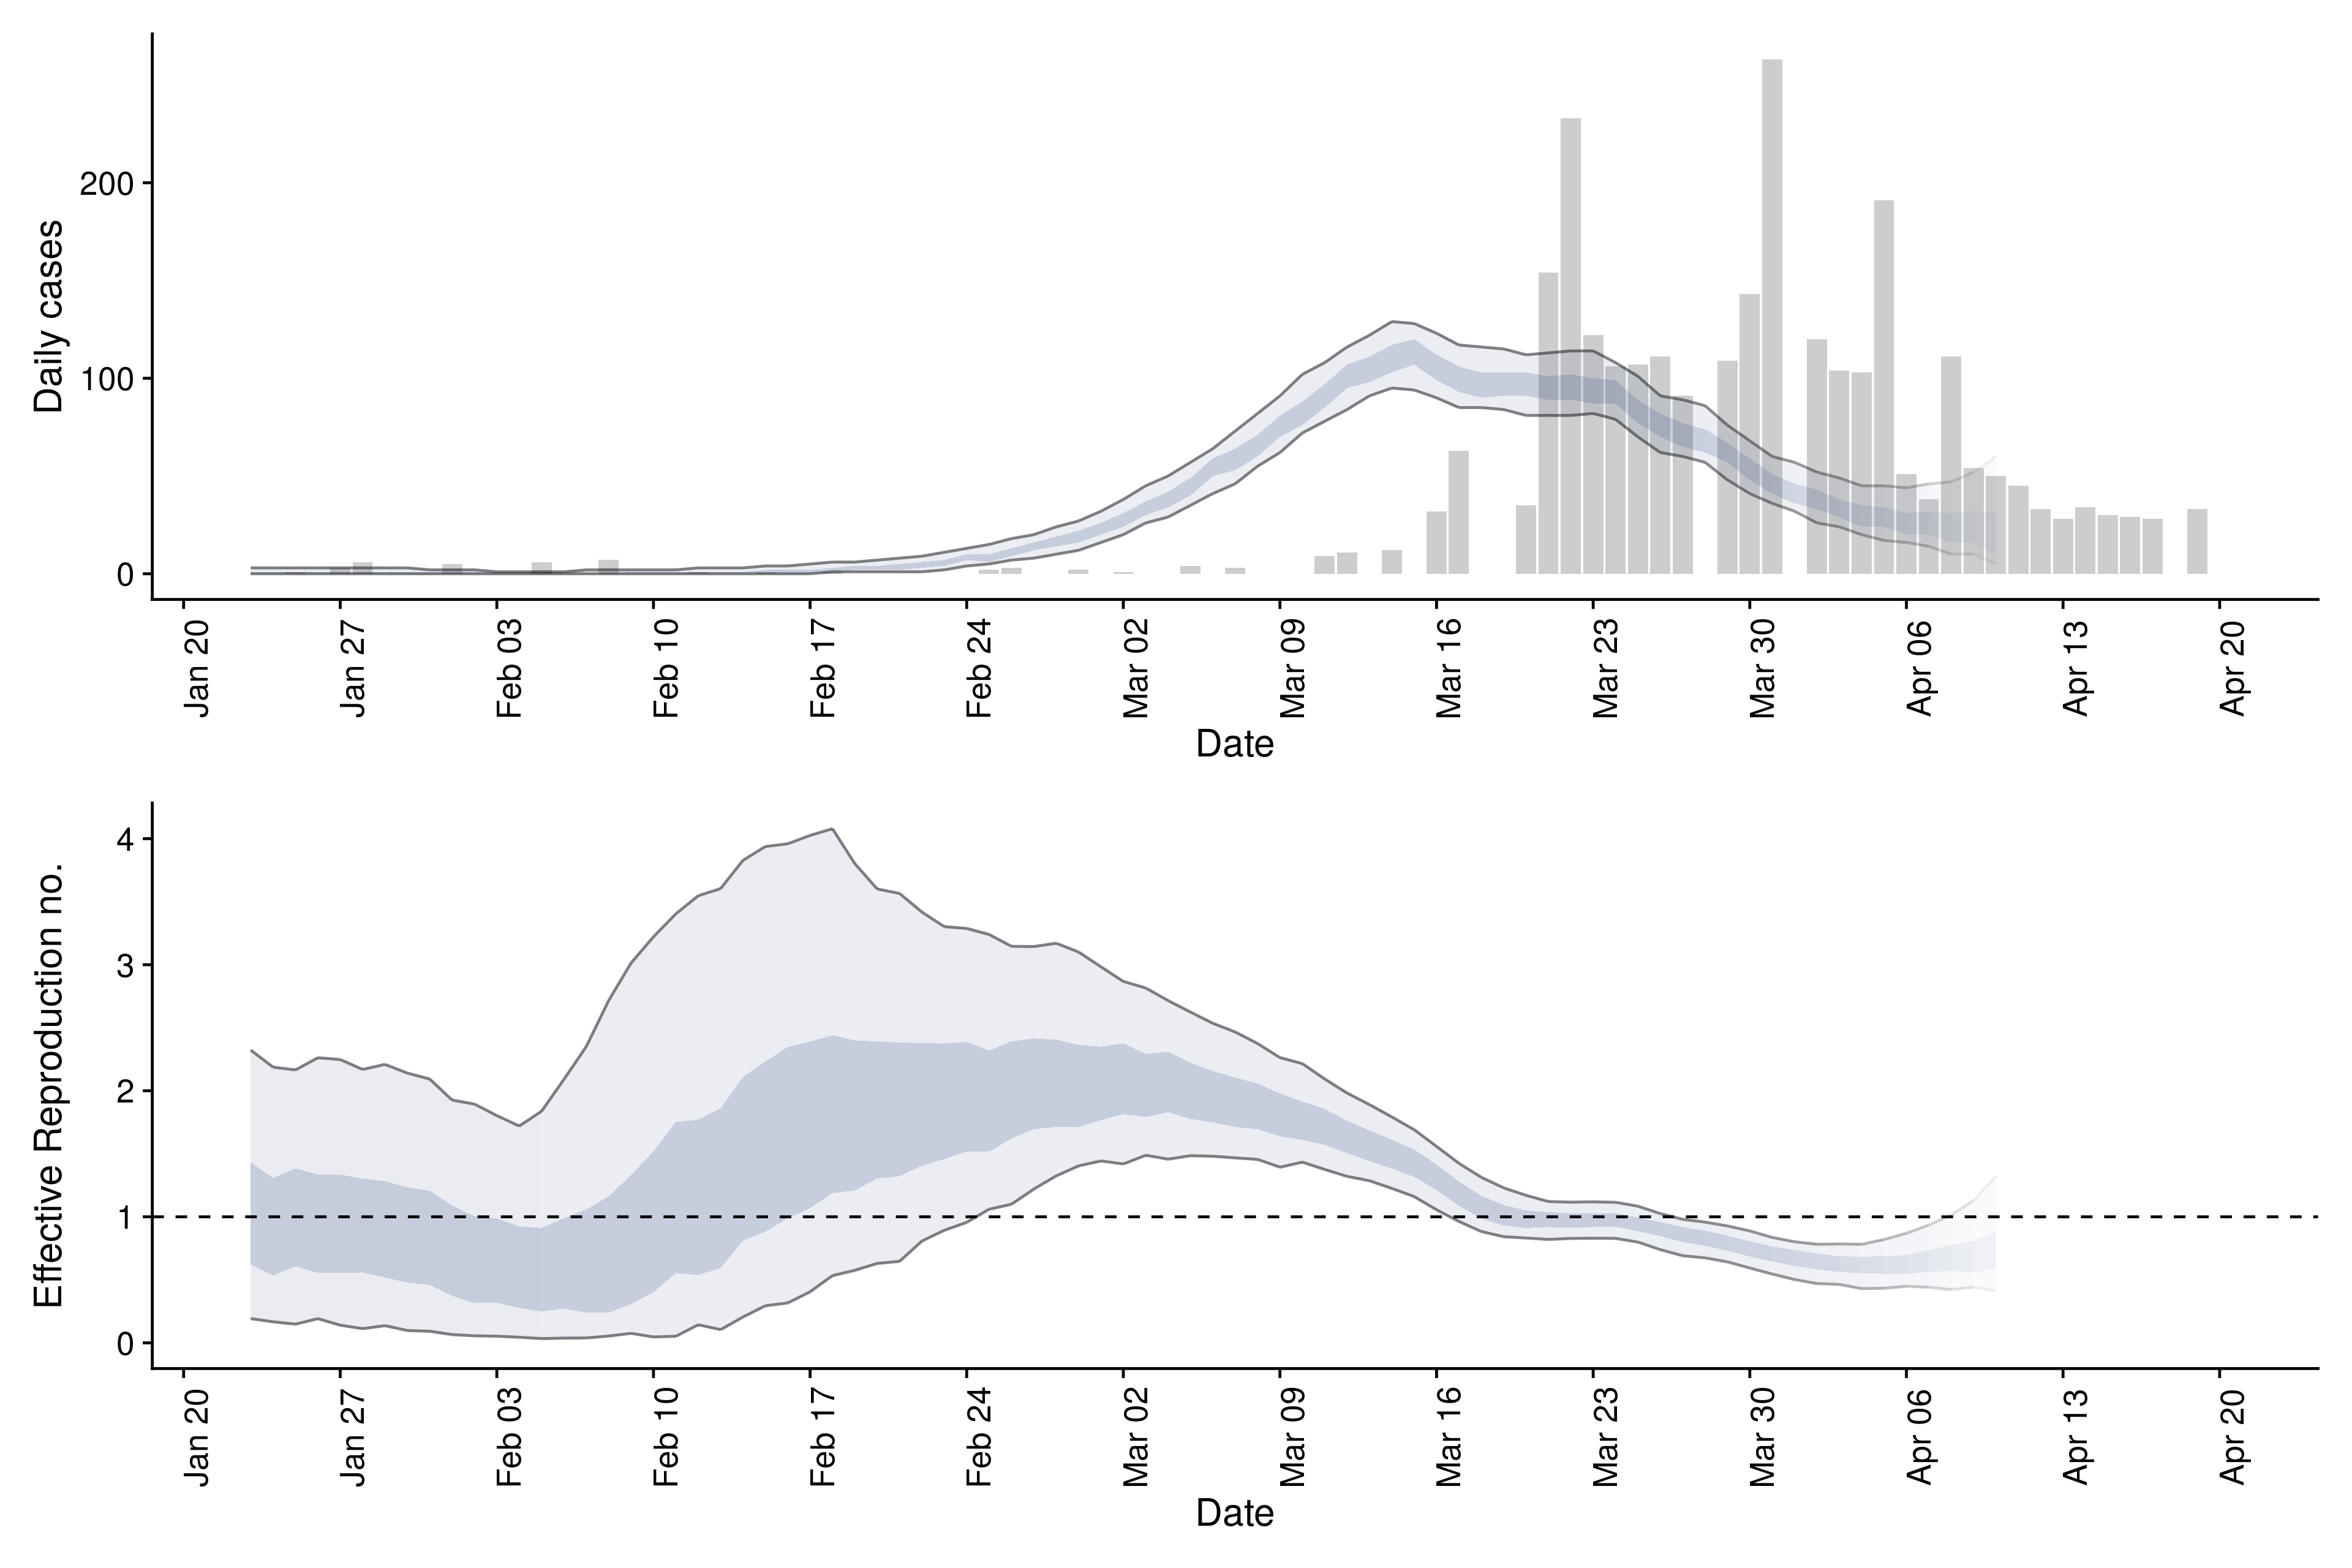 Daily cases
200
100
0
Jan 20
Jan 27
Feb 03
Feb 10
Feb 17
Feb 24
Mar 02
Mar 09
Mar 16
Mar 23
Mar 30
Apr 06
Apr 13
Apr 20
Date
Effective Reproduction no.
4
3
2
1
0
Jan 20
Jan 27
Feb 03
Feb 10
Feb 17
Feb 24
Mar 02
Mar 09
Mar 16
Mar 23
Mar 30
Apr 06
Apr 13
Apr 20
Date